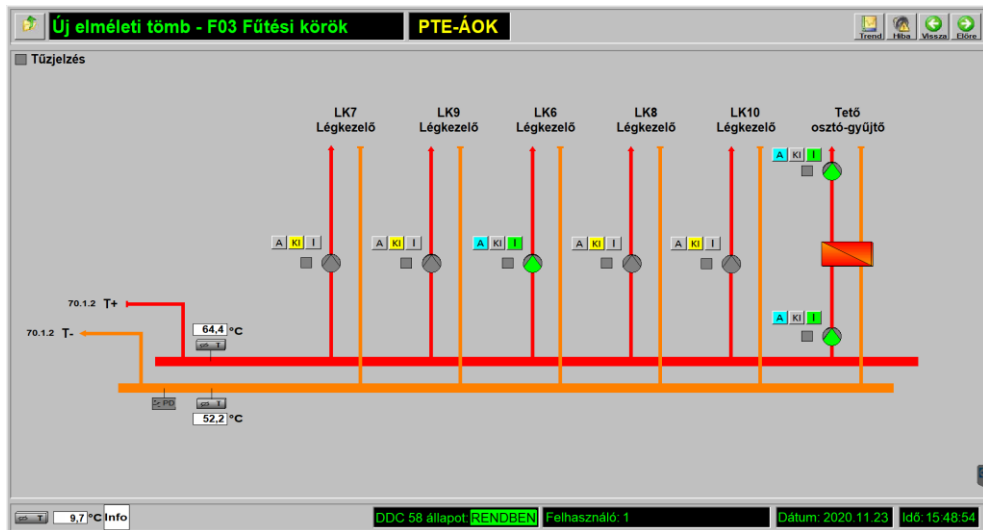 Új elméleti tömb - F03 Fűtési körök
PTE-ÁOK
Trend Hiba Vissza Előre
Tűzjelzés
LK7 Légkezelő
LK9 Légkezelő
LK6 Légkezelő
LK8 Légkezelő
LK10 Légkezelő
Tető osztó-gyűjtő
A KI I
A KI I
A KI I
A KI I
A KI I
A KI I
70.1.2 T+
70.1.2 T-
64,4 °C
T
A KI I
PD
T
52,2 °C
T 9,7 °C Info
DDC 58 állapot: RENDBEN
Felhasználó: 1
Dátum: 2020.11.23
Idő: 15:48:54